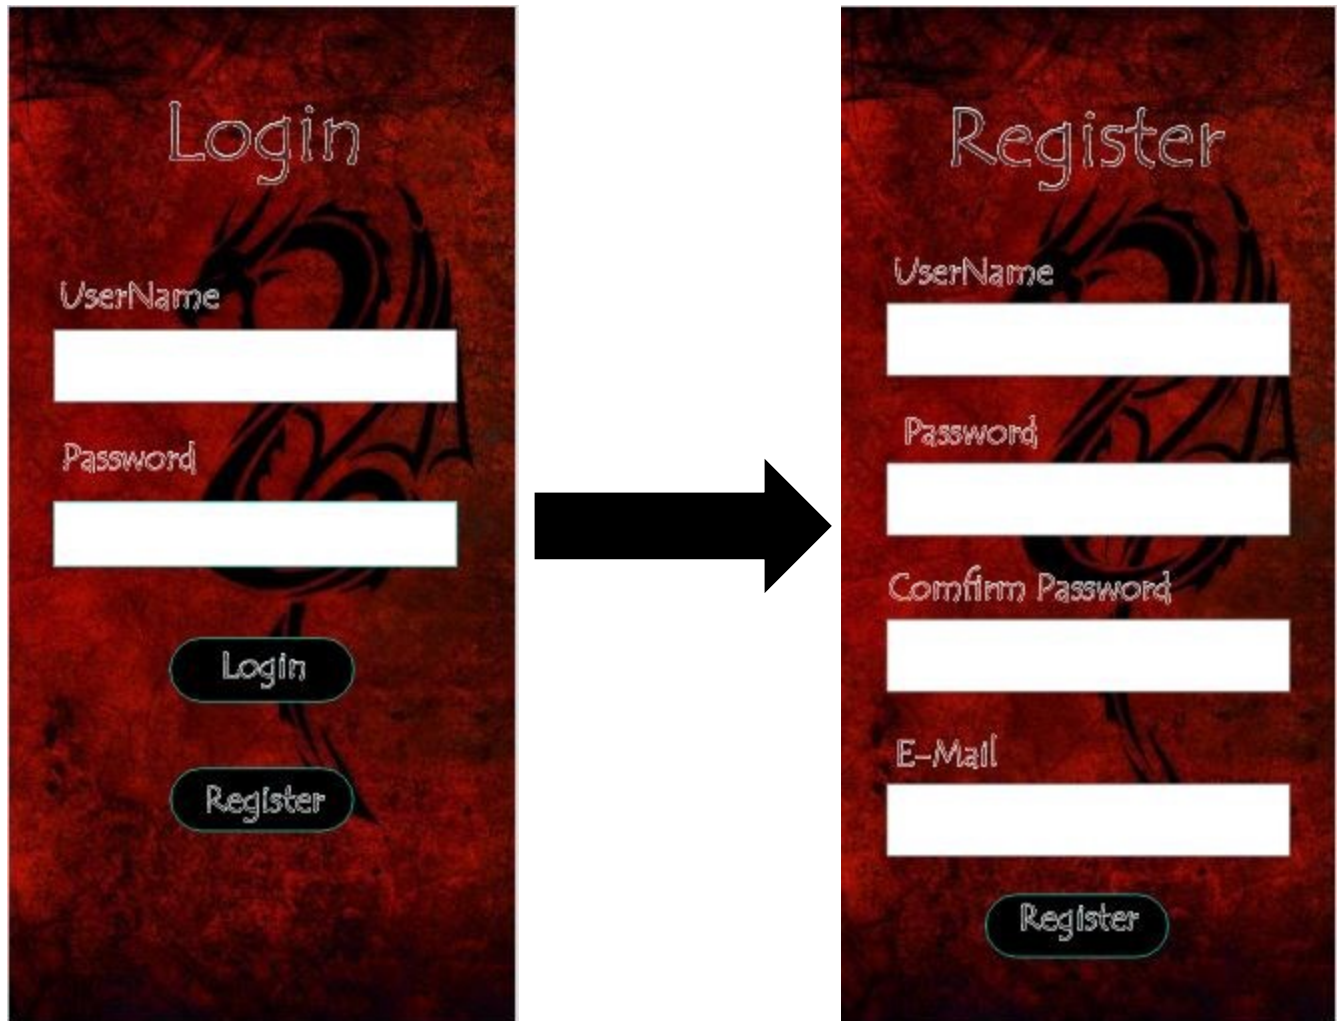 Login
UserName
Password
Login
Register
Register
UserName
Password
Comfirm Password
E-Mail
Register